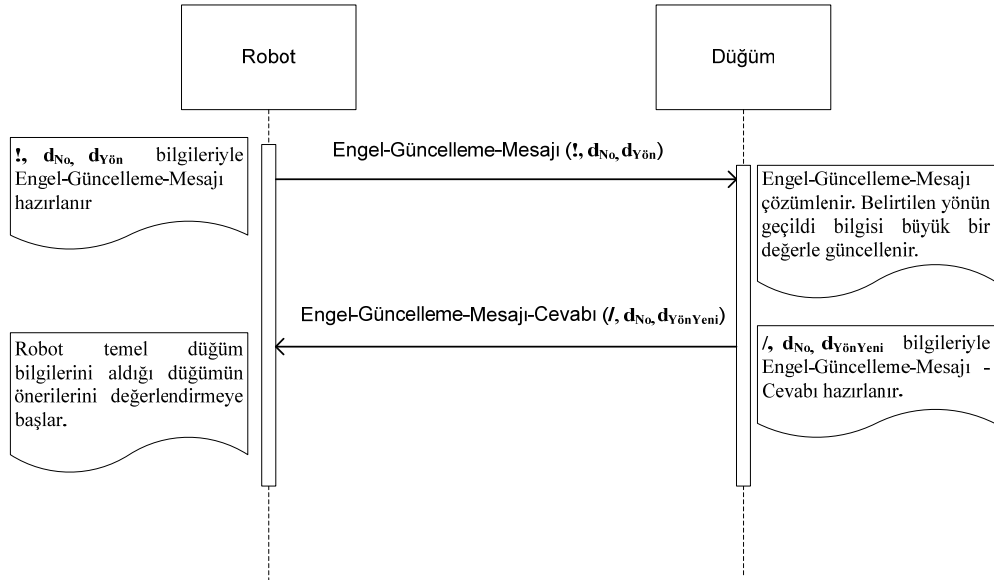 Robot
Düğüm
!, dNo, dYön bilgileriyle
Engel-Güncelleme-Mesajı
hazırlanır
Engel-Güncelleme-Mesajı (!, dNo, dYön)
Engel-Güncelleme-Mesajı
çözümlenir. Belirtilen yönün
geçildi bilgisi büyük bir
değerle güncellenir.
Engel-Güncelleme-Mesajı-Cevabı (/, dNo, dYönYeni)
/, dNo, dYönYeni bilgileriyle
Engel-Güncelleme-Mesajı -
Cevabı hazırlanır.
Robot temel düğüm
bilgilerini aldığı düğümün
önerilerini değerlendirmeye
başlar.